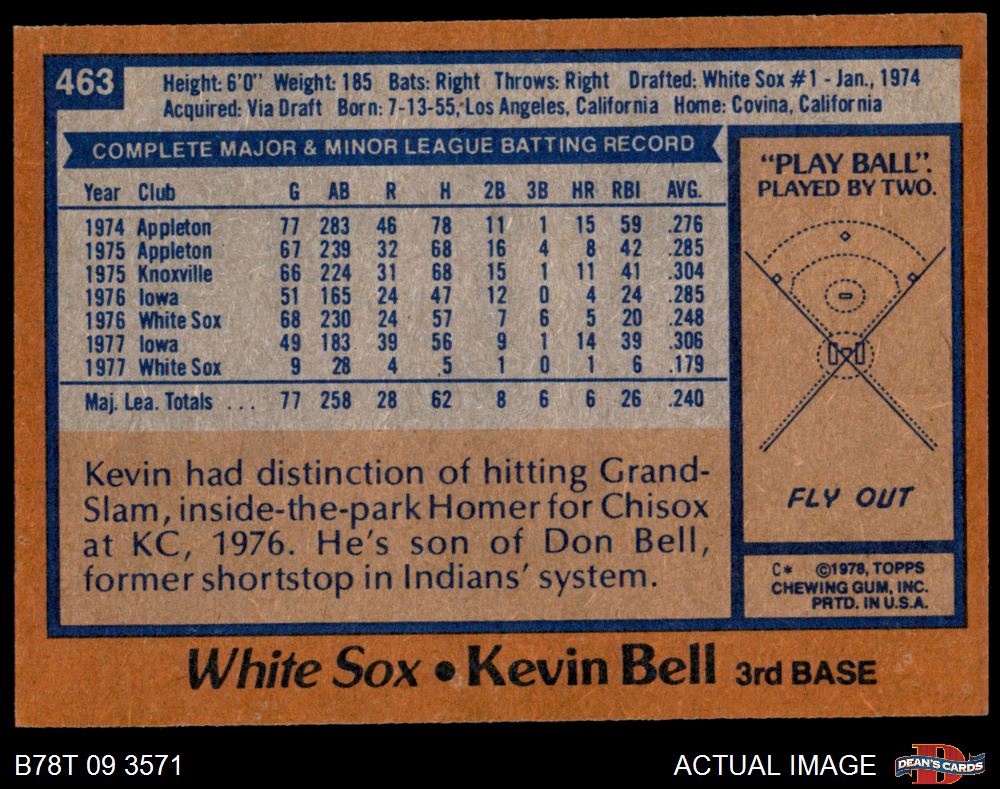 463
Height: 6'0" Weight: 185 Bats: Right Throws: Right Drafted: White Sox #1 - Jan., 1974
Acquired: Via Draft Born: 7-13-55, Los Angeles, California Home: Covina, California
COMPLETE MAJOR & MINOR LEAGUE BATTING RECORD
Year Club G AB R H 2B 3B HR RBI AVG.
1974 Appleton 77 283 46 78 11 1 15 59 .276
1975 Appleton 67 239 32 68 16 4 8 42 .285
1975 Knoxville 66 224 31 68 15 1 11 41 .304
1976 Iowa 51 165 24 47 12 0 4 24 .285
1976 White Sox 68 230 24 57 7 6 5 20 .248
1977 Iowa 49 183 39 56 9 1 14 39 .306
1977 White Sox 9 28 4 5 1 0 1 6 .179
Maj. Lea. Totals ... 77 258 28 62 8 6 6 26 .240
Kevin had distinction of hitting Grand-
Slam, inside-the-park Homer for Chisox
at KC, 1976. He's son of Don Bell,
former shortstop in Indians' system.
"PLAY BALL".
PLAYED BY TWO.
FLY OUT
C* ©1978, TOPPS
CHEWING GUM, INC.
PRTD. IN U.S.A.
White Sox • Kevin Bell 3rd BASE
B78T 09 3571
ACTUAL IMAGE
D
DEAN'S CARDS